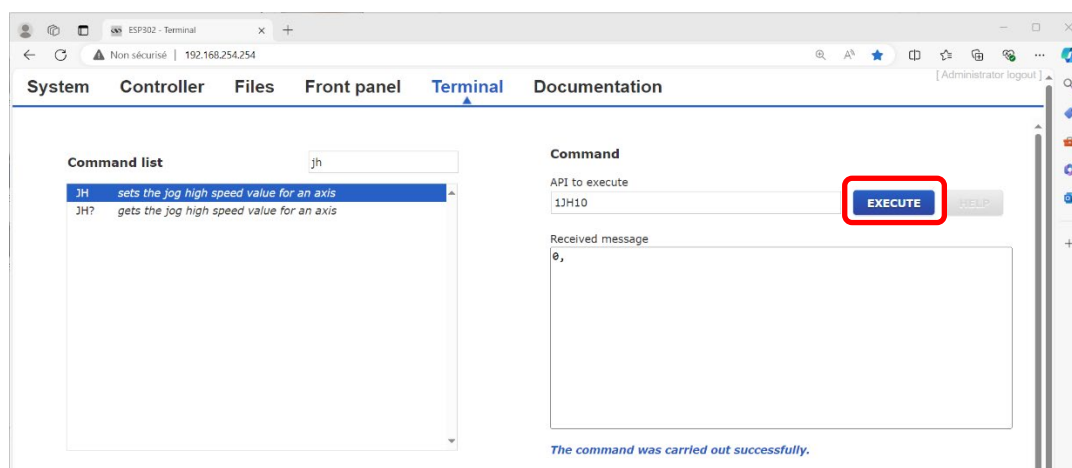 ESP302 - Terminal
Non sécurisé | 192.168.254.254
[ Administrator logout ]
System Controller Files Front panel Terminal Documentation
Command list jh
JH sets the jog high speed value for an axis
JH? gets the jog high speed value for an axis
Command
API to execute
1JH10 EXECUTE HELP
Received message
0,
The command was carried out successfully.